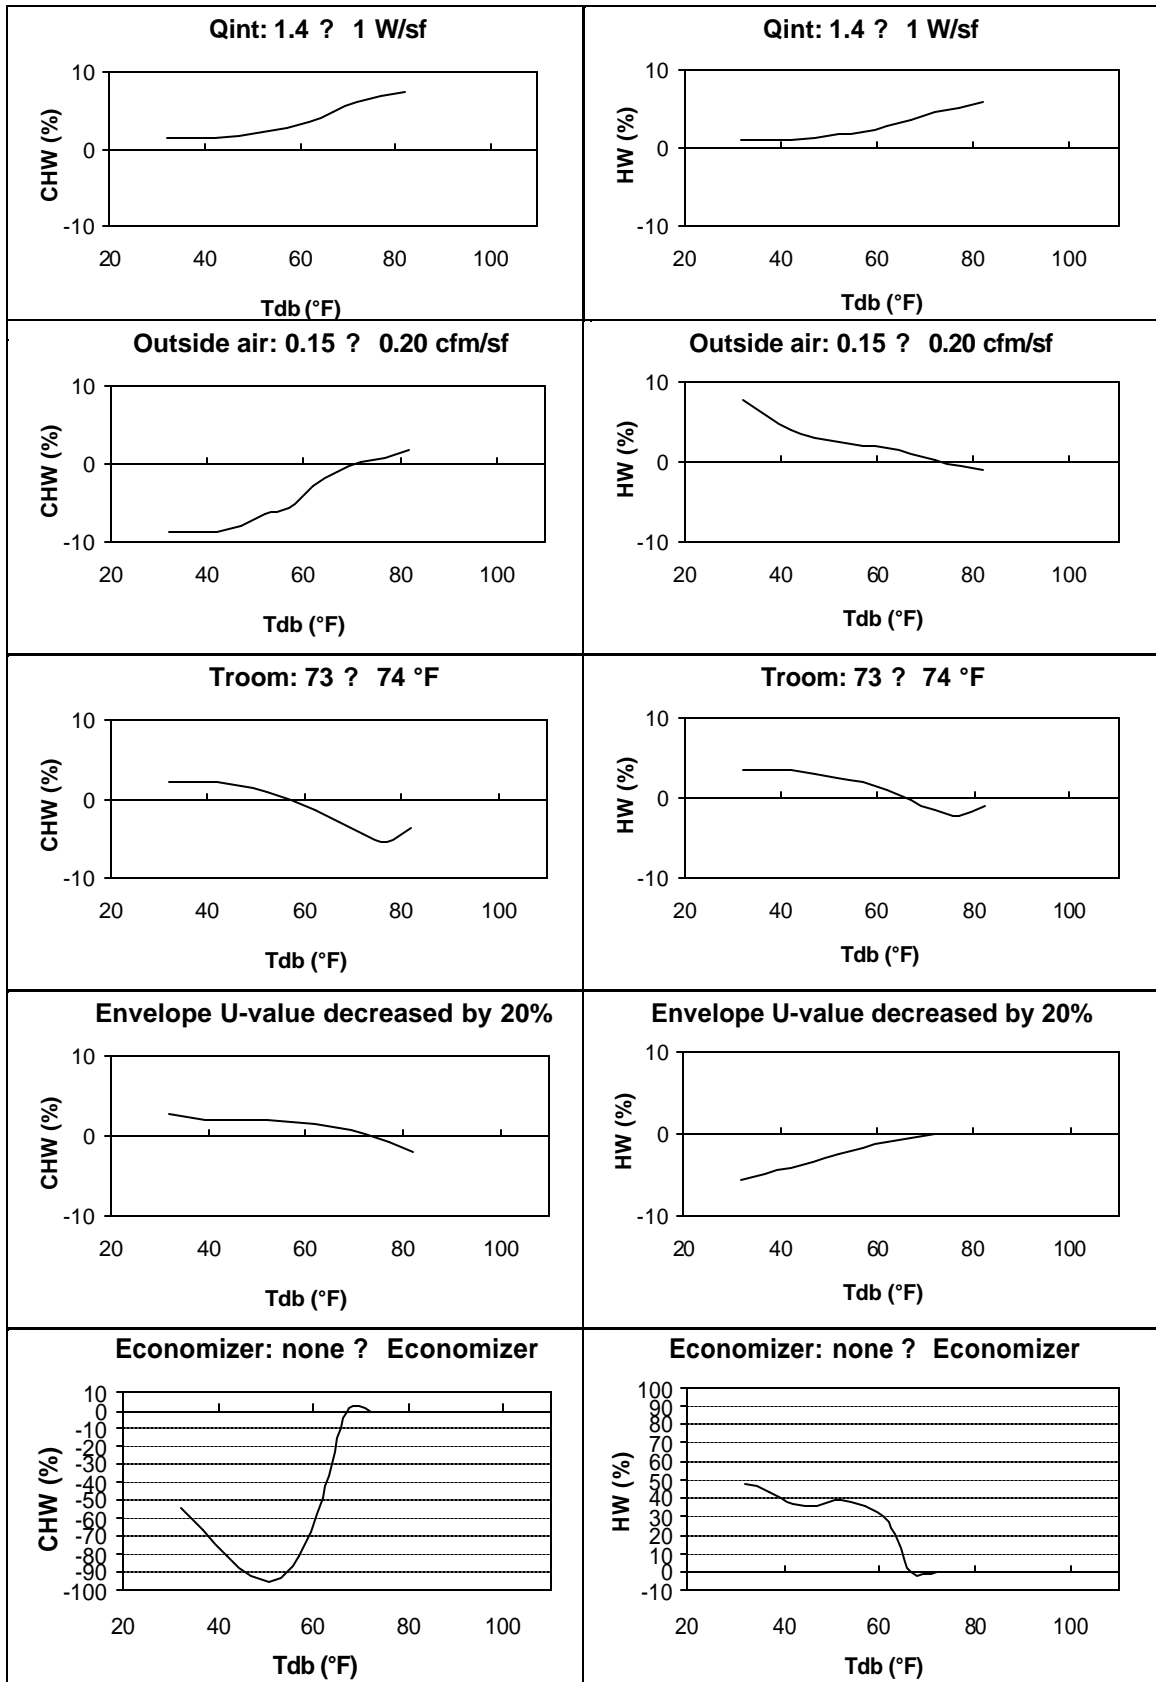 Qint: 1.4 ? 1 W/sf
CHW (%)
10
0
-10
20 40 60 80 100
Tdb (°F)
Qint: 1.4 ? 1 W/sf
HW (%)
10
0
-10
20 40 60 80 100
Tdb (°F)
Outside air: 0.15 ? 0.20 cfm/sf
CHW (%)
10
0
-10
20 40 60 80 100
Tdb (°F)
Outside air: 0.15 ? 0.20 cfm/sf
HW (%)
10
0
-10
20 40 60 80 100
Tdb (°F)
Troom: 73 ? 74 °F
CHW (%)
10
0
-10
20 40 60 80 100
Tdb (°F)
Troom: 73 ? 74 °F
HW (%)
10
0
-10
20 40 60 80 100
Tdb (°F)
Envelope U-value decreased by 20%
CHW (%)
10
0
-10
20 40 60 80 100
Tdb (°F)
Envelope U-value decreased by 20%
HW (%)
10
0
-10
20 40 60 80 100
Tdb (°F)
Economizer: none ? Economizer
CHW (%)
10
0
-10
-20
-30
-40
-50
-60
-70
-80
-90
-100
20 40 60 80 100
Tdb (°F)
Economizer: none ? Economizer
HW (%)
100
90
80
70
60
50
40
30
20
10
0
-10
20 40 60 80 100
Tdb (°F)